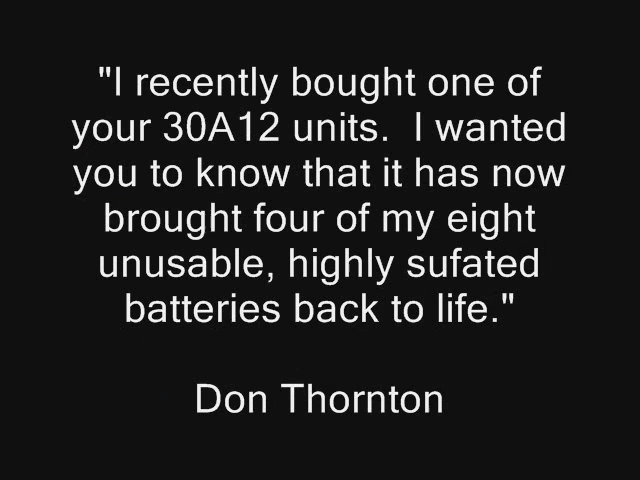 "I recently bought one of
your 30A12 units.  I wanted
you to know that it has now
brought four of my eight
unusable, highly sufated
batteries back to life."
Don Thornton